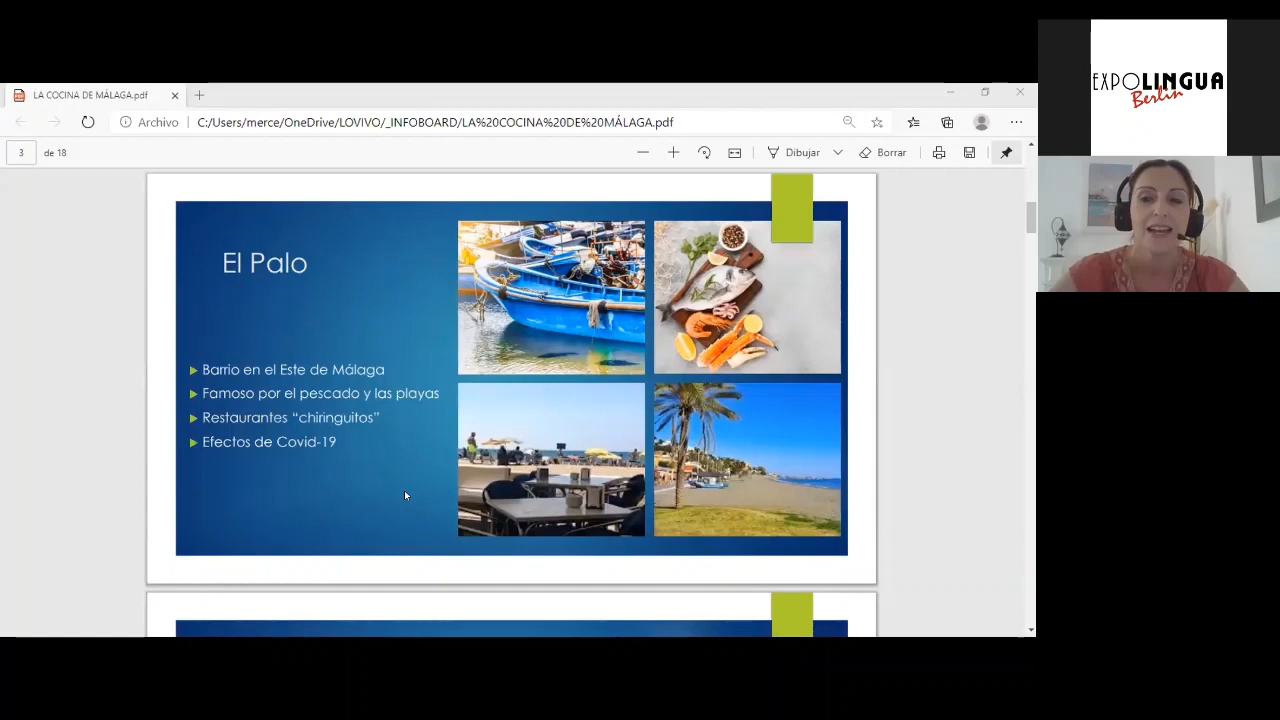 LA COCINA DE MÁLAGA.pdf
Archivo
C:/Users/merce/OneDrive/LOVIVO/_INFOBOARD/LA%20COCINA%20DE%20MÁLAGA.pdf
3 de 18
Dibujar
Borrar
El Palo
Barrio en el Este de Málaga
Famoso por el pescado y las playas
Restaurantes “chiringuitos”
Efectos de Covid-19
EXPOLINGUA
Berlin